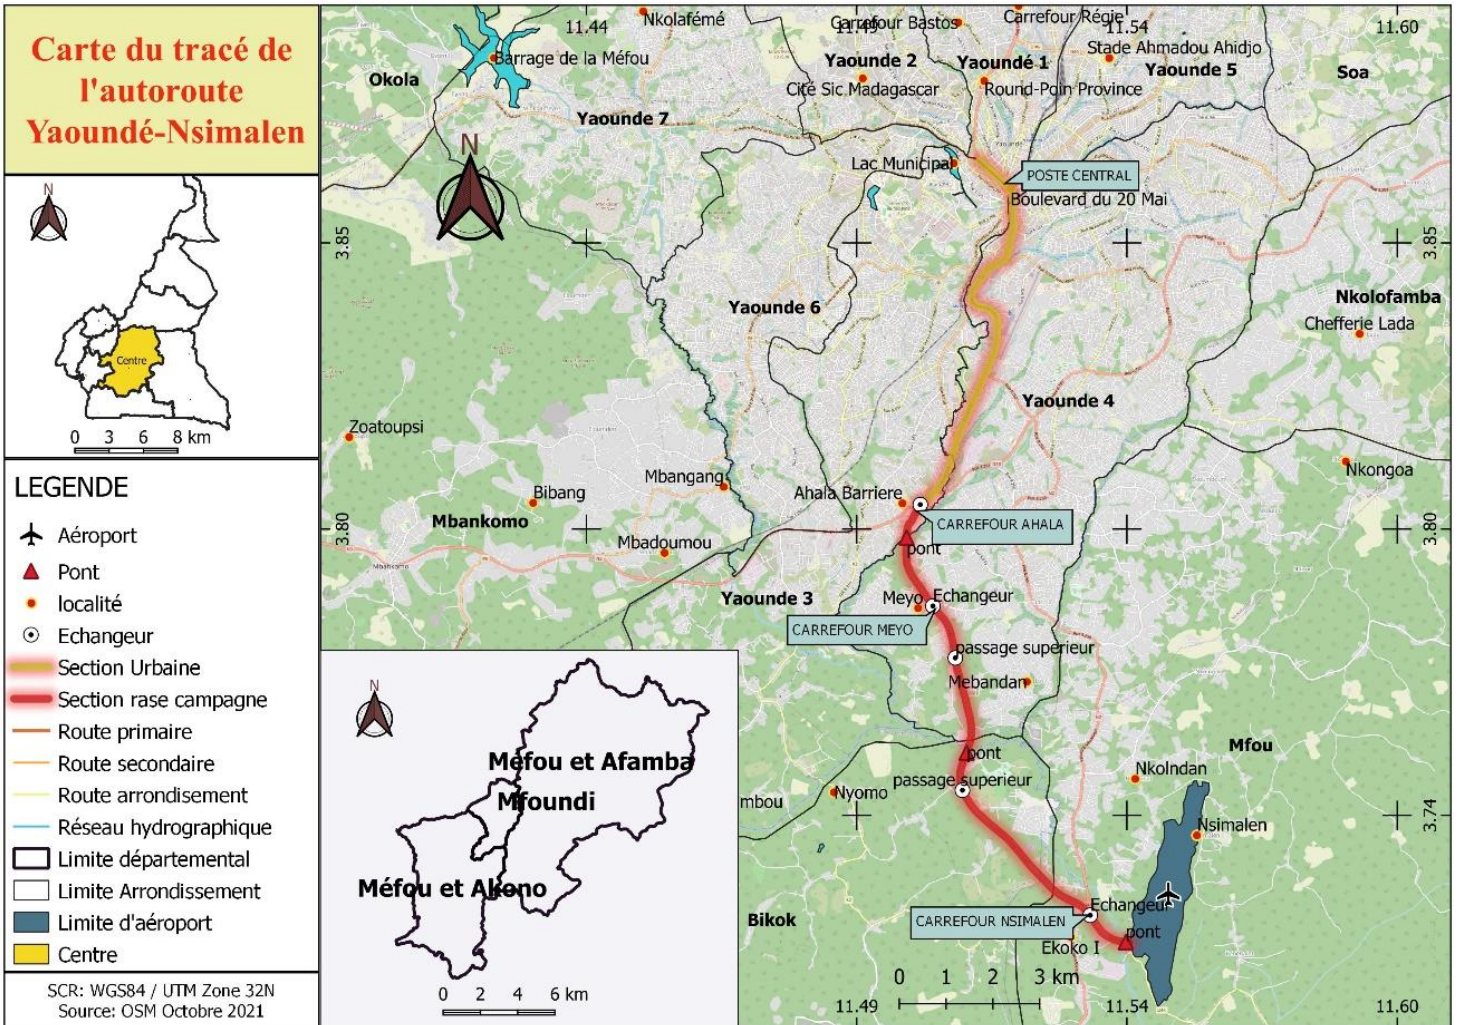 Carte du tracé de
l'autoroute
Yaoundé-Nsimalen
N
Centre
0 3 6 8 km
LEGENDE
Aéroport
Pont
localité
Echangeur
Section Urbaine
Section rase campagne
Route primaire
Route secondaire
Route arrondisement
Réseau hydrographique
Limite départemental
Limite Arrondissement
Limite d'aéroport
Centre
SCR: WGS84 / UTM Zone 32N
Source: OSM Octobre 2021
11.44
11.49
11.54
11.60
Nkolafémé
Carrefour Bastos
Carrefour Régie
Stade Ahmadou Ahidjo
Barrage de la Méfou
Yaounde 2
Yaoundé 1
Yaounde 5
Soa
Okola
Cité Sic Madagascar
Round-Poin Province
Yaounde 7
N
Lac Municipal
POSTE CENTRAL
Boulevard du 20 Mai
3.85
3.85
Yaounde 6
Nkolofamba
Chefferie Lada
Yaounde 4
Zoatoupsi
Nkongoa
Mbangang
Bibang
Ahala Barriere
Mbankomo
CARREFOUR AHALA
3.80
3.80
Mbadoumou
pont
Yaounde 3
Meyo
Echangeur
CARREFOUR MEYO
passage superieur
Mebandan
Mfou
pont
Nkolndan
passage superieur
mbou
Nyomo
3.74
Nsimalen
Bikok
Echangeur
CARREFOUR NSIMALEN
pont
Ekoko I
0 1 2 3 km
11.49
11.54
11.60
N
Méfou et Afamba
Mfoundi
Méfou et Akono
0 2 4 6 km